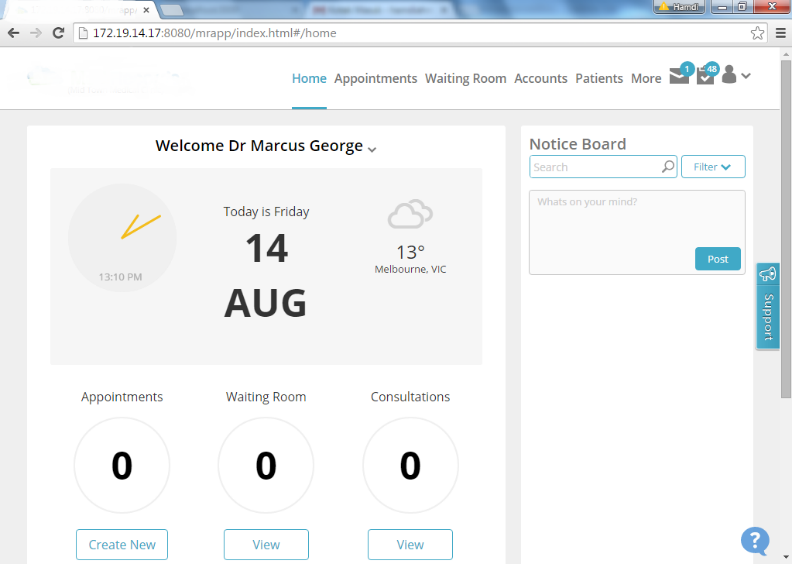 Hamdi
172.19.14.17:8080/mrapp/index.html#/home
Home Appointments Waiting Room Accounts Patients More 1 48
Welcome Dr Marcus George
Notice Board
Search
Filter
Today is Friday
14
AUG
13:10 PM
13°
Melbourne, VIC
Whats on your mind?
Post
Support
Appointments Waiting Room Consultations
0 0 0
Create New View View
?